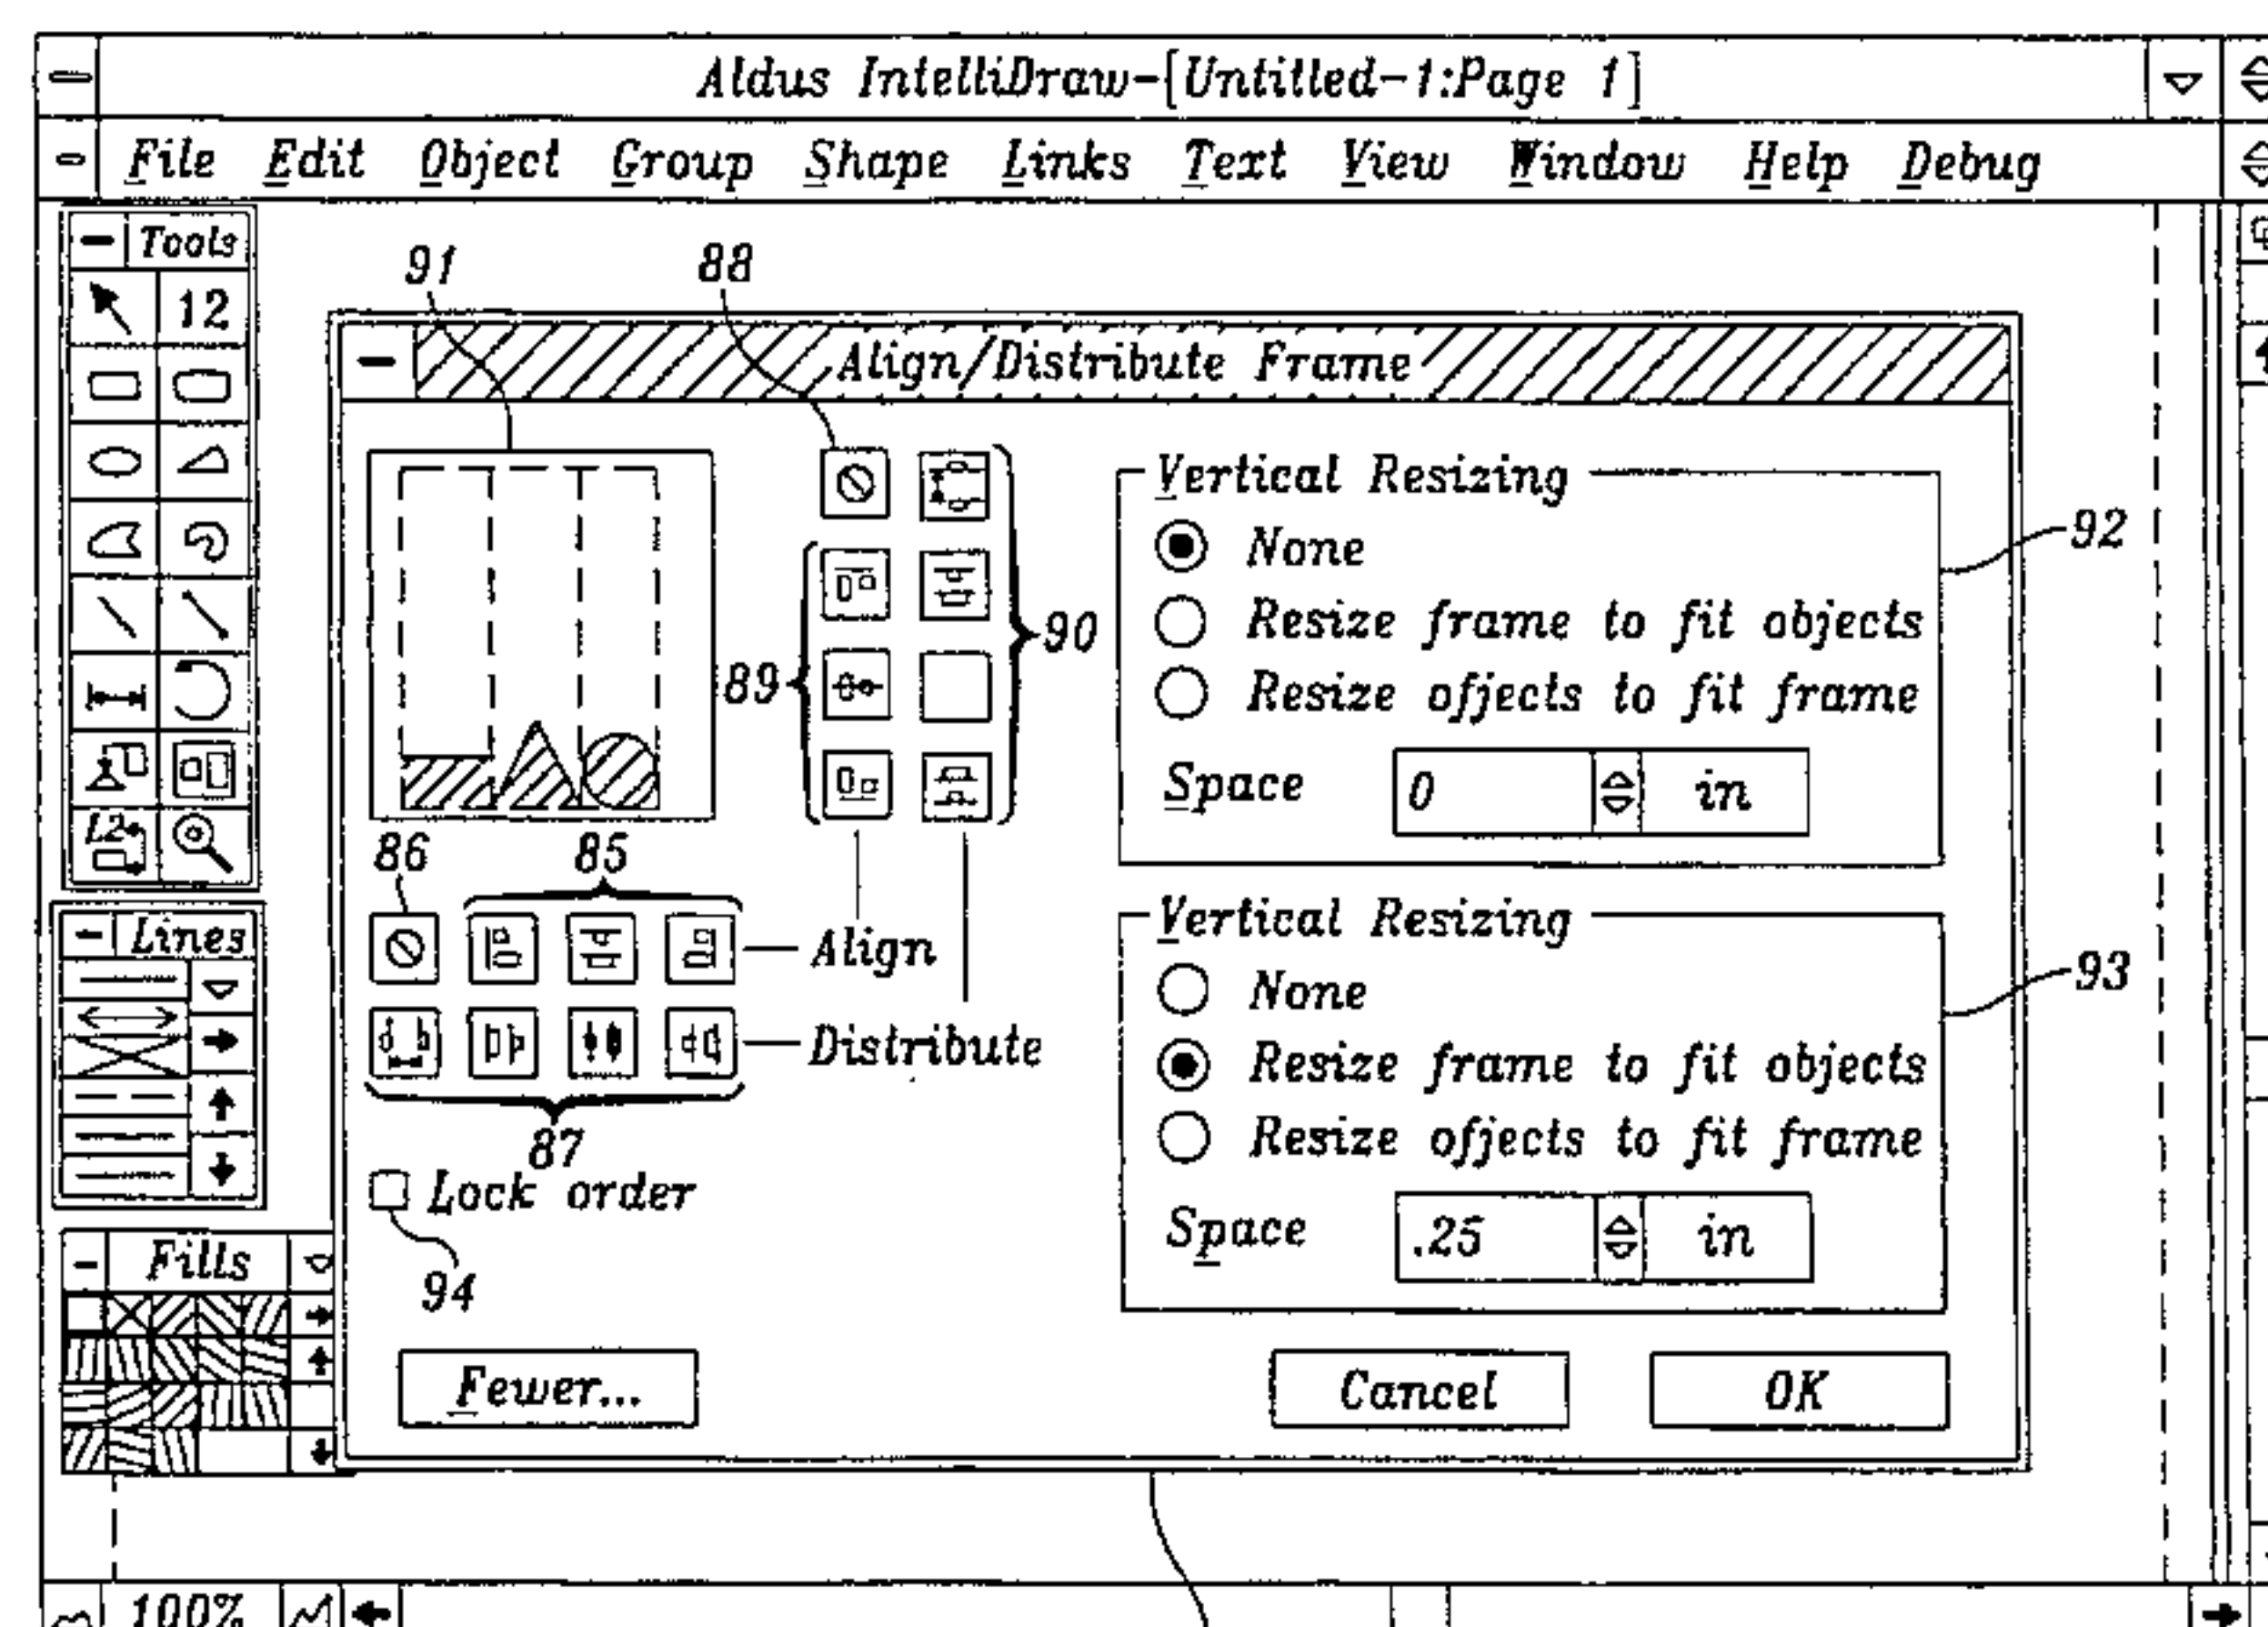 Aldus IntelliDraw-[Untitled-1:Page 1]
File Edit Object Group Shape Links Text View Window Help Debug
Tools
12
L2
91
88
Align/Distribute Frame
Vertical Resizing
None
Resize frame to fit objects
Resize ofjects to fit frame
Space 0 in
92
90
89
86
85
Align
Distribute
87
Lock order
94
Vertical Resizing
None
Resize frame to fit objects
Resize ofjects to fit frame
Space .25 in
93
Fewer...
Cancel
OK
Lines
Fills
100%